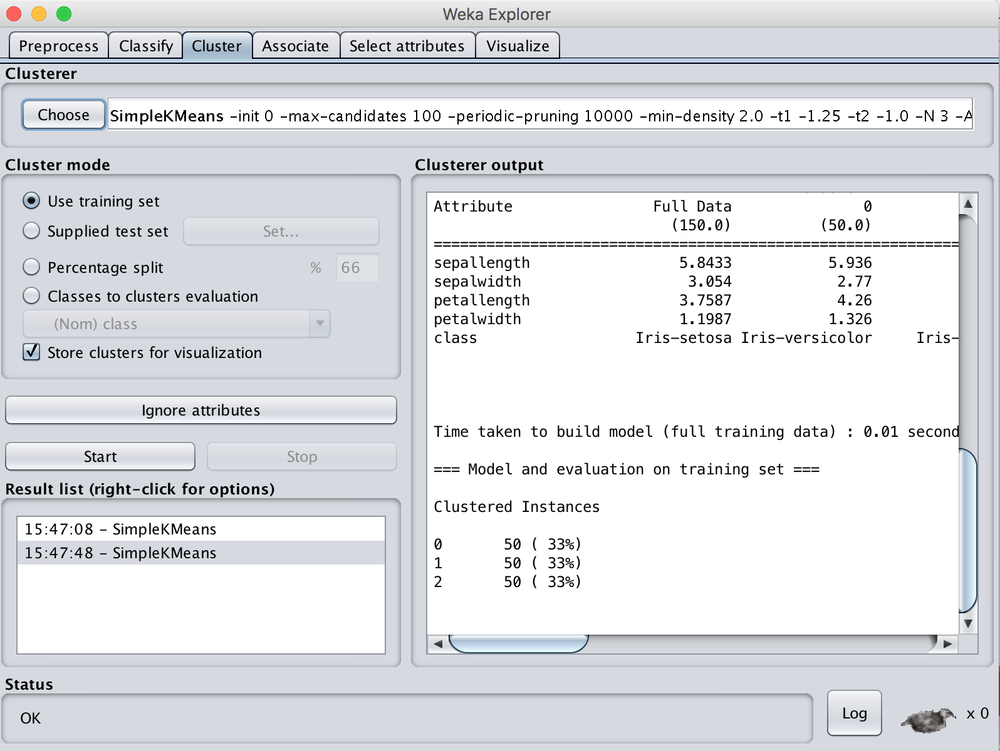 Weka Explorer
Preprocess Classify Cluster Associate Select attributes Visualize
Clusterer
Choose SimpleKMeans -init 0 -max-candidates 100 -periodic-pruning 10000 -min-density 2.0 -t1 -1.25 -t2 -1.0 -N 3 -A
Cluster mode
Use training set
Supplied test set Set...
Percentage split % 66
Classes to clusters evaluation
(Nom) class
Store clusters for visualization
Ignore attributes
Start Stop
Result list (right-click for options)
15:47:08 - SimpleKMeans
15:47:48 - SimpleKMeans
Clusterer output
Attribute Full Data 0
(150.0) (50.0)
============================================================
sepallength 5.8433 5.936
sepalwidth 3.054 2.77
petallength 3.7587 4.26
petalwidth 1.1987 1.326
class Iris-setosa Iris-versicolor Iris-
Time taken to build model (full training data) : 0.01 second
=== Model and evaluation on training set ===
Clustered Instances
0 50 ( 33%)
1 50 ( 33%)
2 50 ( 33%)
Status
OK
Log x 0